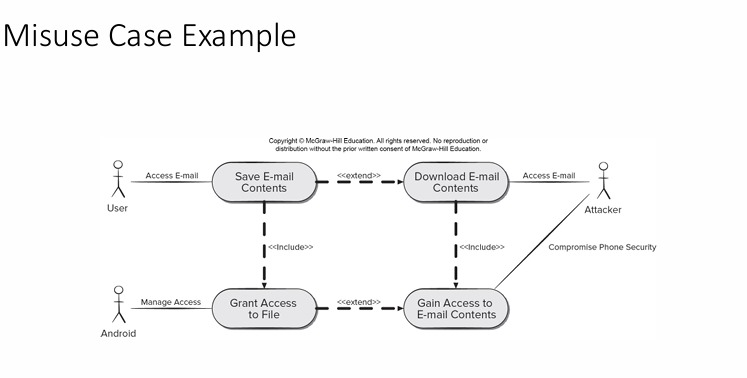 Misuse Case Example
Copyright © McGraw-Hill Education. All rights reserved. No reproduction or
distribution without the prior written consent of McGraw-Hill Education.
Access E-mail
Save E-mail
Contents
<<extend>>
Download E-mail
Contents
Access E-mail
User
Attacker
<<Include>>
<<Include>>
Compromise Phone Security
Manage Access
Grant Access
to File
<<extend>>
Gain Access to
E-mail Contents
Android